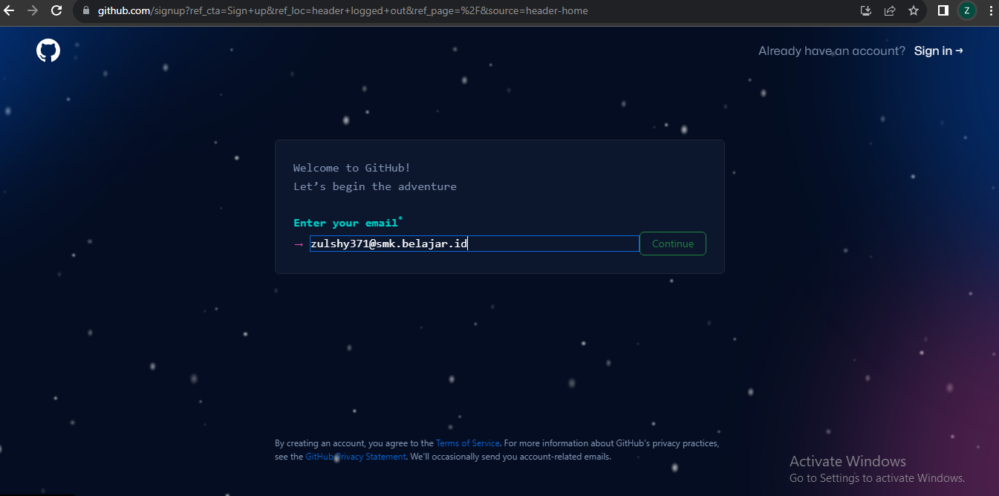 github.com/signup?ref_cta=Sign+up&ref_loc=header+logged+out&ref_page=%2F&source=header-home
Z
Already have an account? Sign in →
Welcome to GitHub!
Let’s begin the adventure
Enter your email*
→ zulshy371@smk.belajar.id Continue
By creating an account, you agree to the Terms of Service. For more information about GitHub's privacy practices,
see the GitHub Privacy Statement. We'll occasionally send you account-related emails.
Activate Windows
Go to Settings to activate Windows.